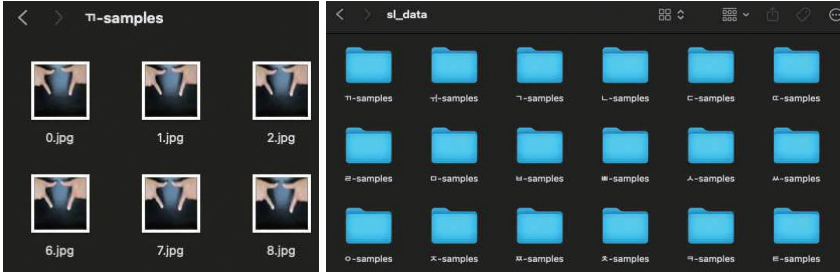 ㄲ-samples
0.jpg 1.jpg 2.jpg
6.jpg 7.jpg 8.jpg
sl_data
ㄲ-samples ㅟ-samples ㄱ-samples ㄴ-samples ㄷ-samples ㄸ-samples
ㄹ-samples ㅁ-samples ㅂ-samples ㅃ-samples ㅅ-samples ㅆ-samples
ㅇ-samples ㅈ-samples ㅉ-samples ㅊ-samples ㅋ-samples ㅌ-samples